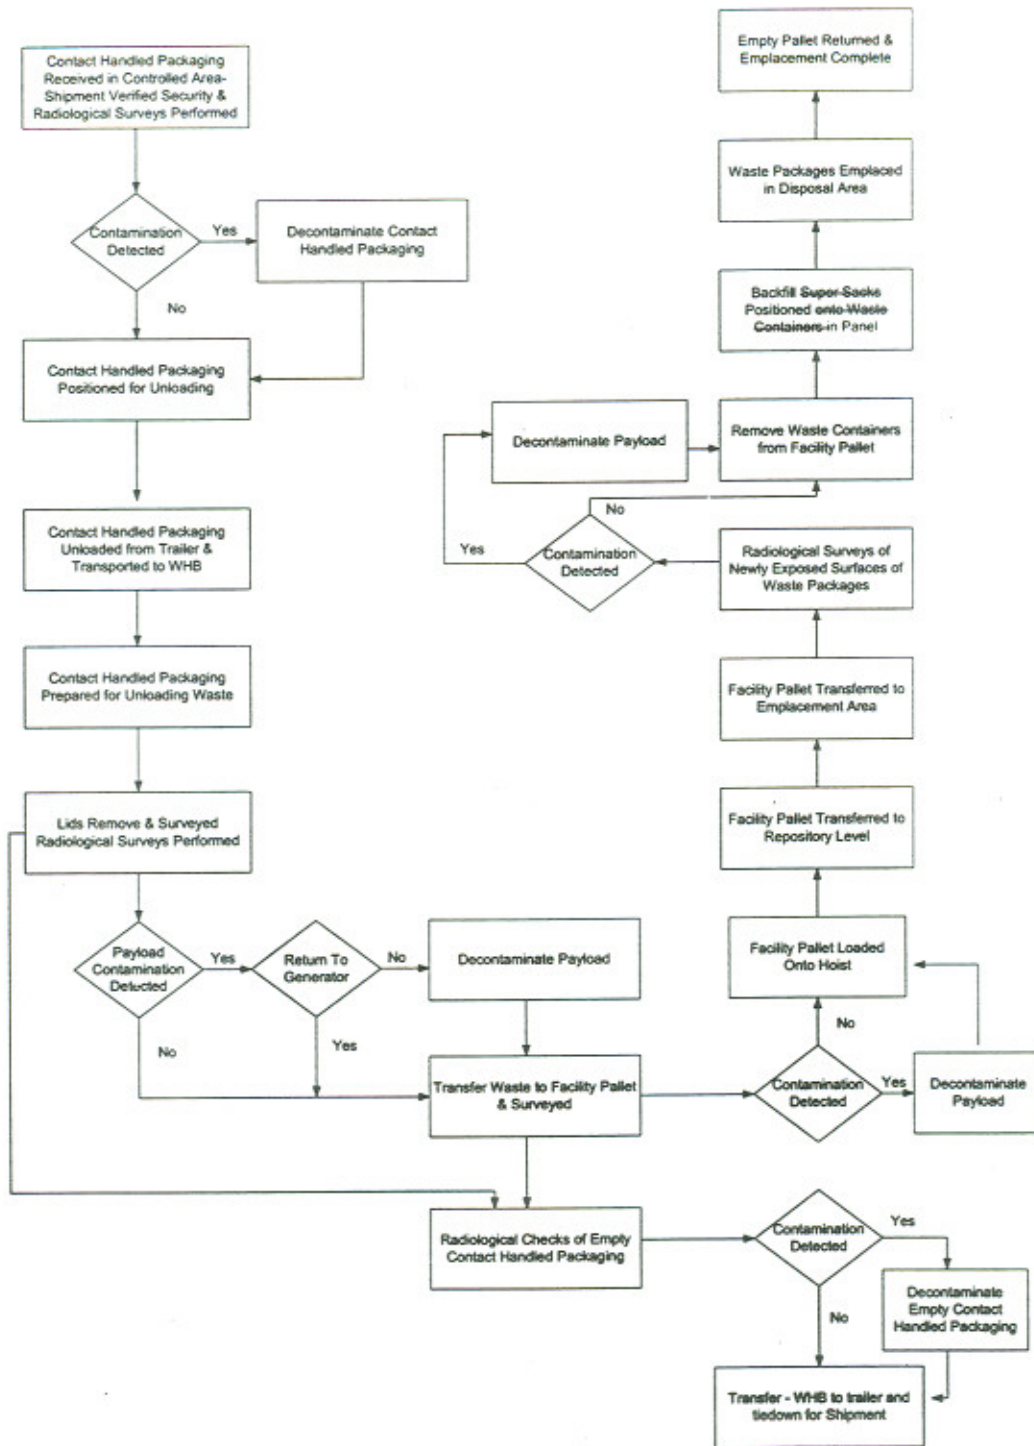 Contact Handled Packaging
Received in Controlled Area-
Shipment Verified Security &
Radiological Surveys Performed
Contamination
Detected
Yes
Decontaminate Contact
Handled Packaging
No
Contact Handled Packaging
Positioned for Unloading
Contact Handled Packaging
Unloaded from Trailer &
Transported to WHB
Contact Handled Packaging
Prepared for Unloading Waste
Lids Remove & Surveyed
Radiological Surveys Performed
Payload
Contamination
Detected
Yes
Return To
Generator
No
Decontaminate Payload
No
Yes
Transfer Waste to Facility Pallet
& Surveyed
Radiological Checks of Empty
Contact Handled Packaging
Contamination
Detected
Yes
Decontaminate
Empty Contact
Handled Packaging
No
Transfer - WHB to trailer and
tiedown for Shipment
Contamination
Detected
Yes
Decontaminate
Payload
No
Facility Pallet Loaded
Onto Hoist
Facility Pallet Transferred to
Repository Level
Facility Pallet Transferred to
Emplacement Area
Radiological Surveys of
Newly Exposed Surfaces of
Waste Packages
Contamination
Detected
Yes
No
Decontaminate Payload
Remove Waste Containers
from Facility Pallet
Backfill Super Sacks
Positioned onto Waste
Containers in Panel
Waste Packages Emplaced
in Disposal Area
Empty Pallet Returned &
Emplacement Complete